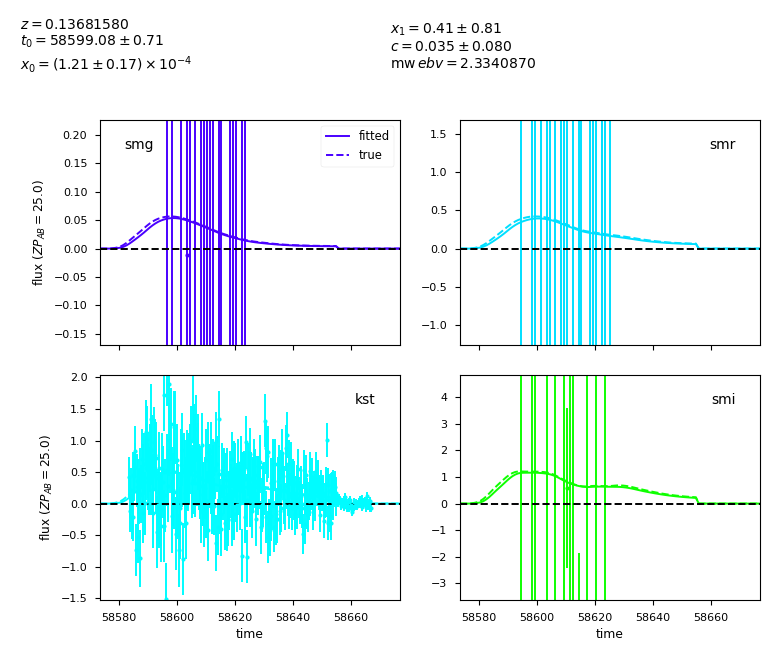 z = 0.13681580
t₀ = 58599.08 ± 0.71
x₀ = (1.21 ± 0.17) × 10⁻⁴
x₁ = 0.41 ± 0.81
c = 0.035 ± 0.080
mw ebv = 2.3340870
smg
fitted
true
0.20
0.15
0.10
0.05
0.00
−0.05
−0.10
−0.15
flux (ZP_AB = 25.0)
smr
1.5
1.0
0.5
0.0
−0.5
−1.0
kst
2.0
1.5
1.0
0.5
0.0
−0.5
−1.0
−1.5
flux (ZP_AB = 25.0)
58580 58600 58620 58640 58660
time
smi
4
3
2
1
0
−1
−2
−3
58580 58600 58620 58640 58660
time